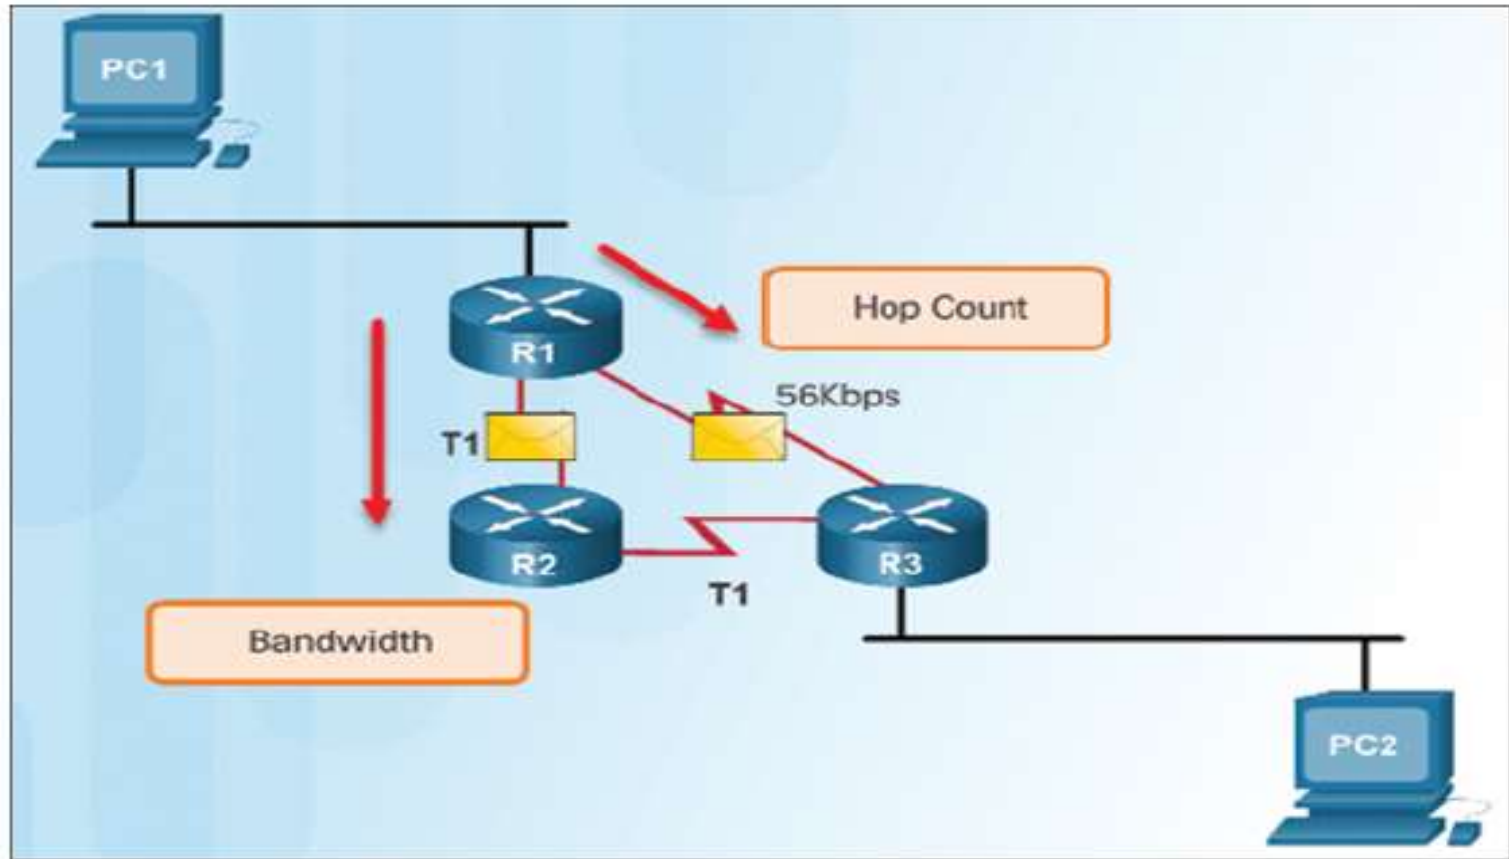 PC1
Hop Count
R1
56Kbps
T1
R2
R3
T1
Bandwidth
PC2